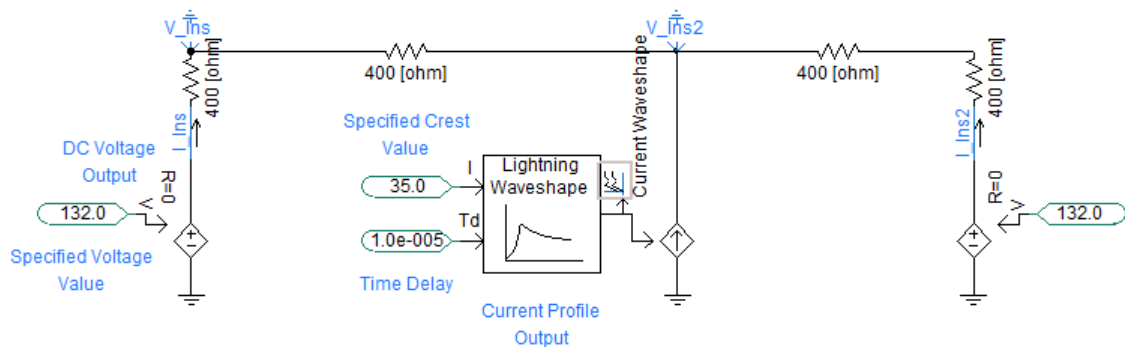 V_Ins
V_Ins2
400 [ohm]
400 [ohm]
400 [ohm]
400 [ohm]
I_Ins
I_Ins2
DC Voltage
Output
R=0
V
132.0
+
-
Specified Voltage
Value
Specified Crest
Value
I
35.0
Td
1.0e-005
Time Delay
Lightning
Waveshape
Current Waveshape
Current Profile
Output
R=0
V
132.0
+
-